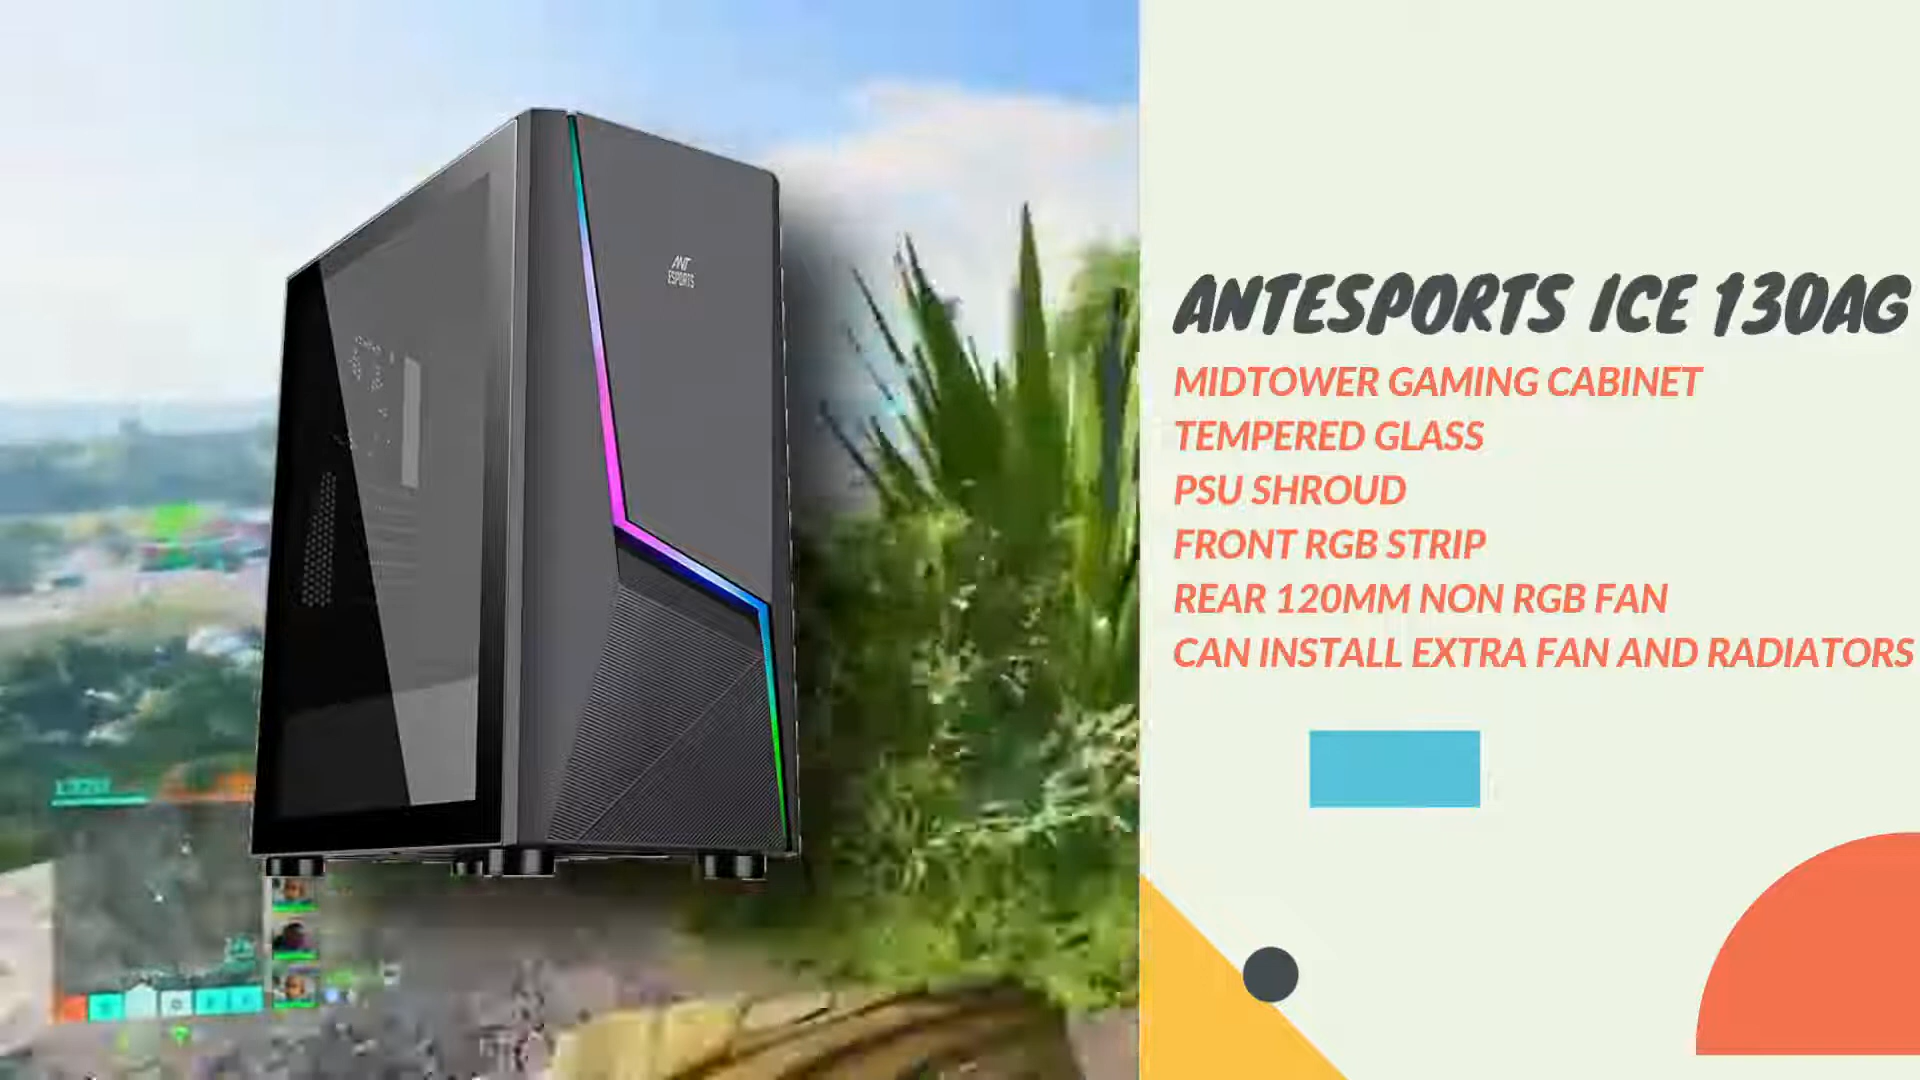 ANT
ESPORTS
ANTESPORTS ICE 130AG
MIDTOWER GAMING CABINET
TEMPERED GLASS
PSU SHROUD
FRONT RGB STRIP
REAR 120MM NON RGB FAN
CAN INSTALL EXTRA FAN AND RADIATORS